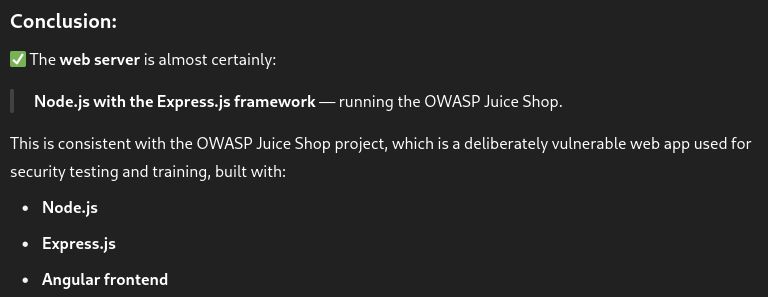 Conclusion:
✅ The web server is almost certainly:
Node.js with the Express.js framework — running the OWASP Juice Shop.
This is consistent with the OWASP Juice Shop project, which is a deliberately vulnerable web app used for
security testing and training, built with:
• Node.js
• Express.js
• Angular frontend